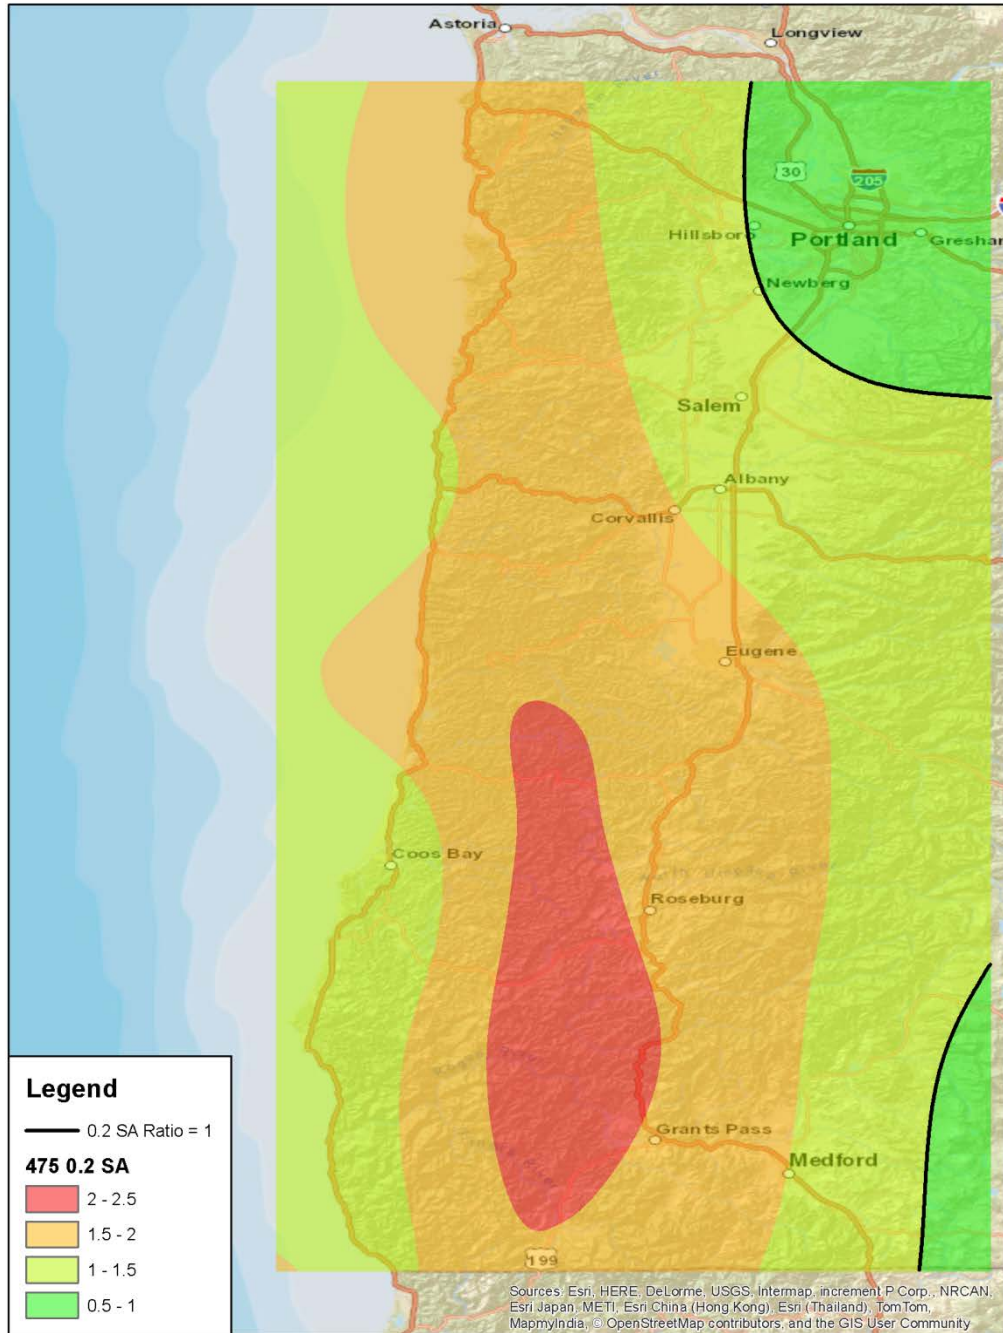 Astoria
Longview
30
205
Hillsboro
Portland
Gresham
Newberg
Salem
Albany
Corvallis
Eugene
Coos Bay
Roseburg
Grants Pass
Medford
199
Legend
0.2 SA Ratio = 1
475 0.2 SA
2 - 2.5
1.5 - 2
1 - 1.5
0.5 - 1
Sources: Esri, HERE, DeLorme, USGS, Intermap, increment P Corp., NRCAN,
Esri Japan, METI, Esri China (Hong Kong), Esri (Thailand), TomTom,
MapmyIndia, © OpenStreetMap contributors, and the GIS User Community